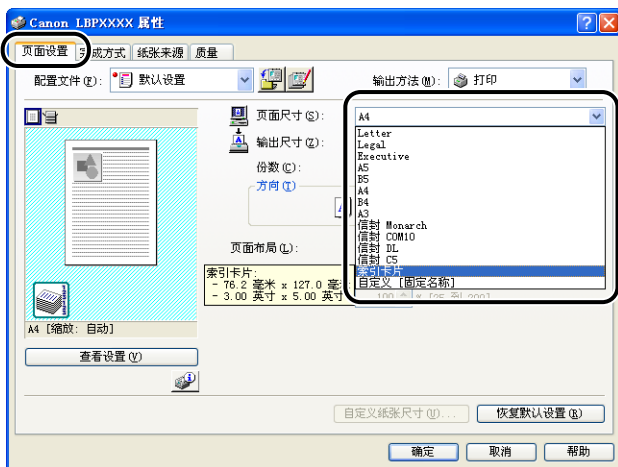 Canon LBPXXXX 属性
页面设置 完成方式 纸张来源 质量
配置文件(F): 默认设置 输出方法(M): 打印
页面尺寸(S): A4
输出尺寸(Z):
份数(C):
方向(T)
页面布局(L):
Letter
Legal
Executive
A5
B5
A4
B4
A3
信封 Monarch
信封 COM10
信封 DL
信封 C5
索引卡片
自定义 [固定名称]
索引卡片:
- 76.2 毫米 x 127.0 毫
- 3.00 英寸 x 5.00 英寸
100 % [25 到 200]
A4 [缩放: 自动]
查看设置(V)
自定义纸张尺寸(U)... 恢复默认设置(R)
确定 取消 帮助